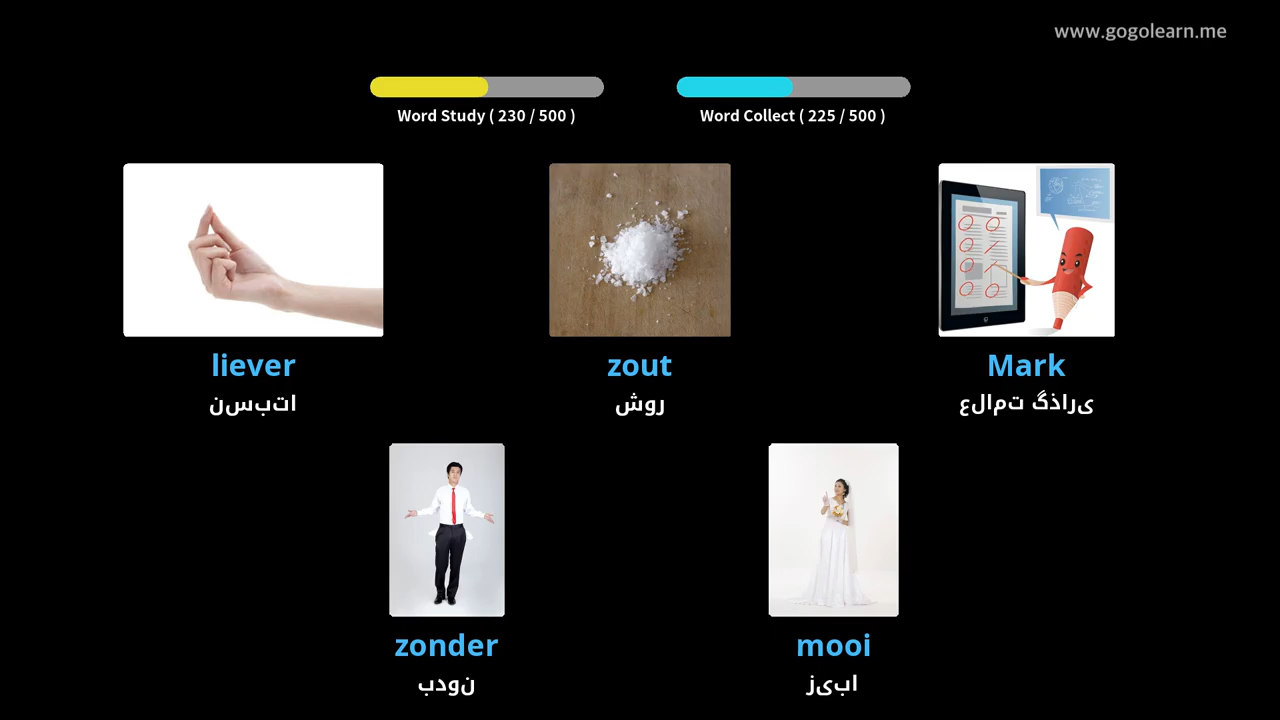 www.gogolearn.me
Word Study ( 230 / 500 )
Word Collect ( 225 / 500 )
liever
نسبتا
zout
شور
Mark
علامت گذاری
zonder
بدون
mooi
زیبا